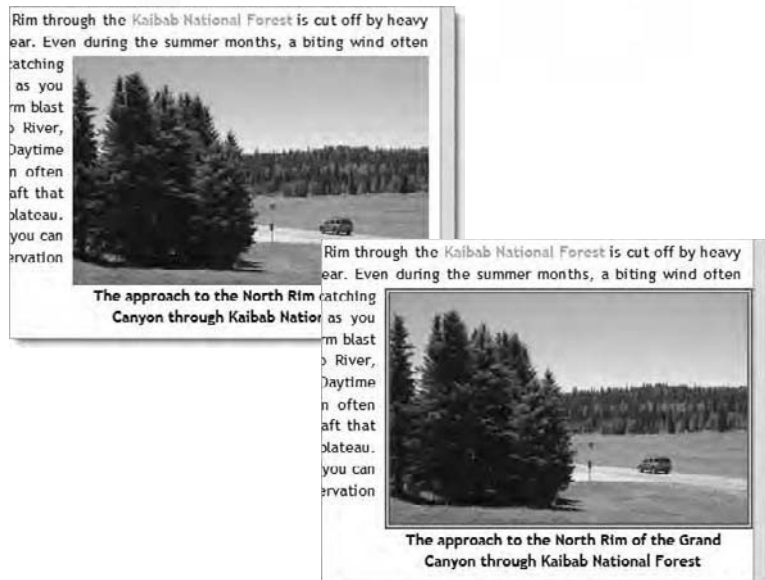 Rim through the Kaibab National Forest is cut off by heavy
ear. Even during the summer months, a biting wind often
catching
as you
rm blast
o River,
Daytime
n often
aft that
plateau.
you can
ervation
The approach to the North Rim
Canyon through Kaibab Nation
Rim through the Kaibab National Forest is cut off by heavy
ear. Even during the summer months, a biting wind often
catching
as you
rm blast
o River,
Daytime
n often
aft that
plateau.
you can
ervation
The approach to the North Rim of the Grand
Canyon through Kaibab National Forest